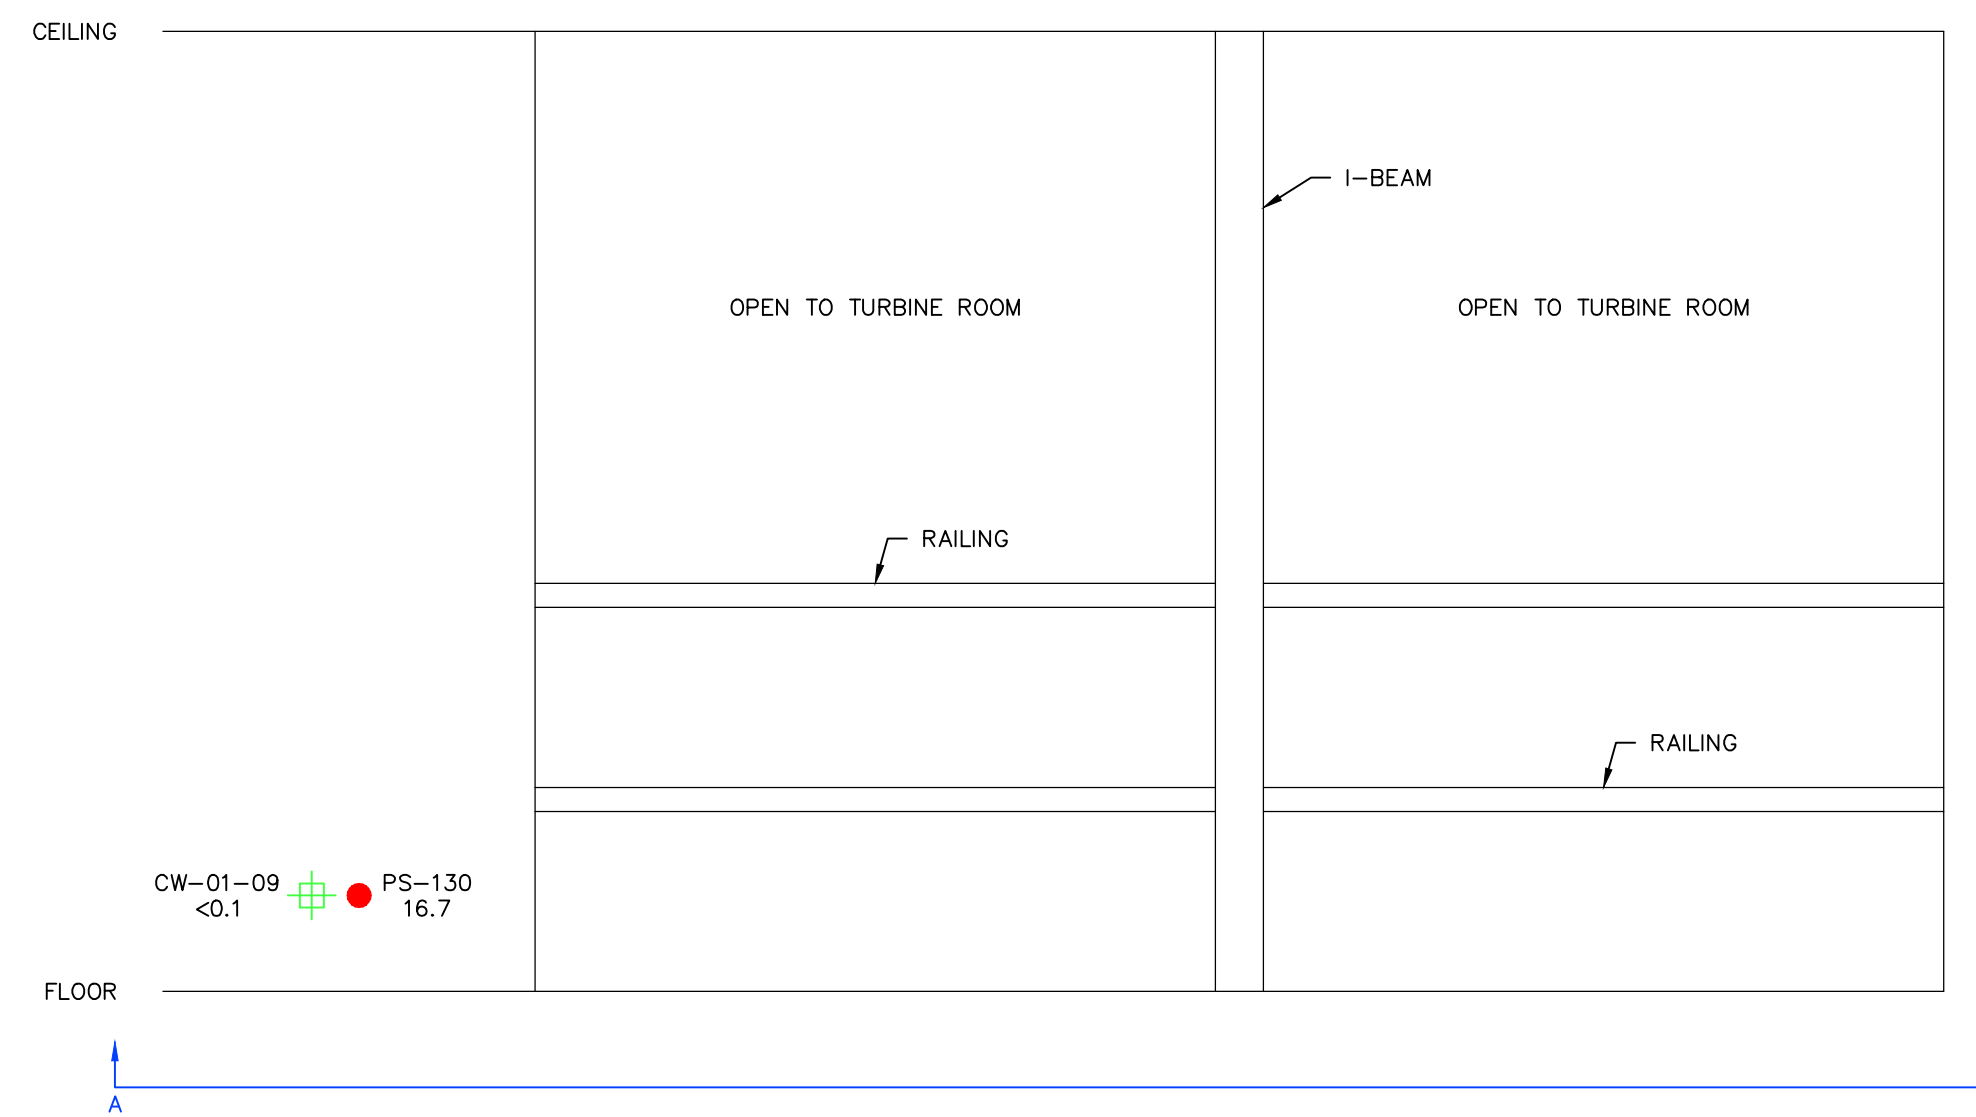 CEILING
I-BEAM
OPEN TO TURBINE ROOM
OPEN TO TURBINE ROOM
RAILING
RAILING
CW-01-09
<0.1
PS-130
16.7
FLOOR
A